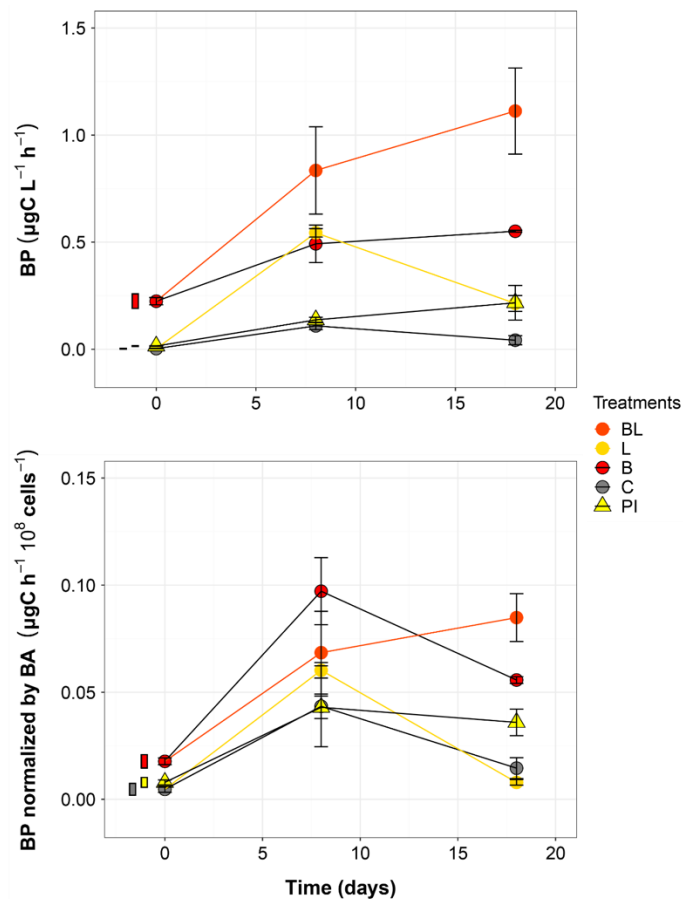 1.5
1.0
0.5
0.0
BP (µgC L⁻¹ h⁻¹)
0 5 10 15 20
Treatments
BL
L
B
C
PI
0.15
0.10
0.05
0.00
BP normalized by BA (µgC h⁻¹ 10⁸ cells⁻¹)
0 5 10 15 20
Time (days)